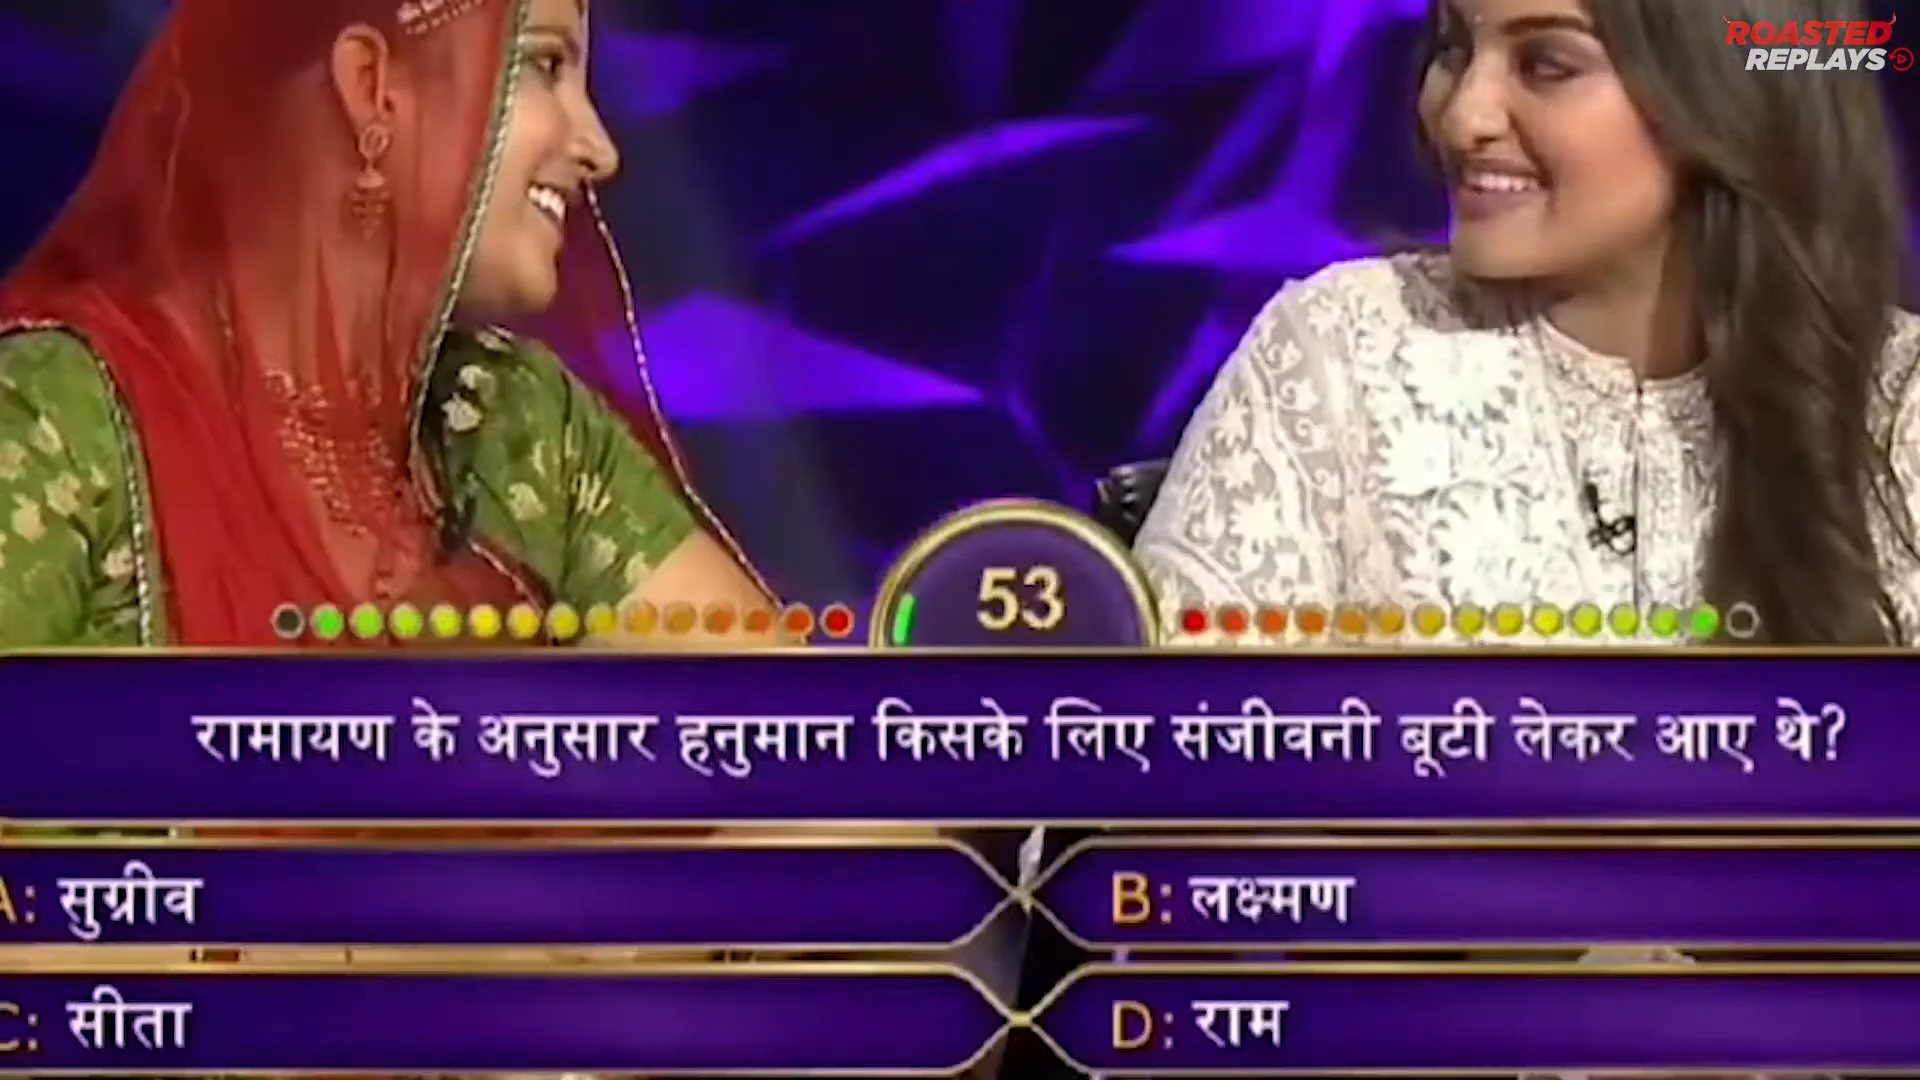 ROASTED
REPLAYS
53
रामायण के अनुसार हनुमान किसके लिए संजीवनी बूटी लेकर आए थे?
A: सुग्रीव
B: लक्ष्मण
C: सीता
D: राम